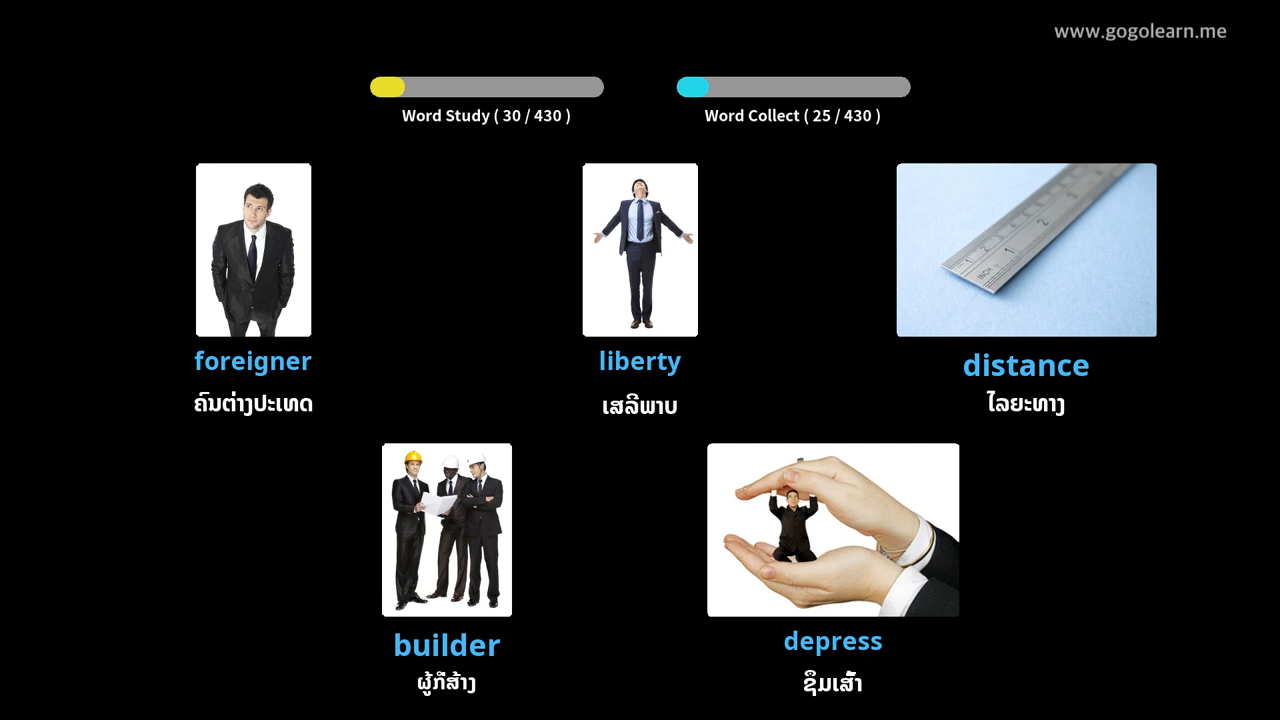 www.gogolearn.me
Word Study ( 30 / 430 )
Word Collect ( 25 / 430 )
foreigner
liberty
distance
ຄົນຕ່າງປະເທດ
ເສລີພາບ
ໄລຍະທາງ
builder
depress
ຜູ້ກໍ່ສ້າງ
ຊຶມເສົ້າ